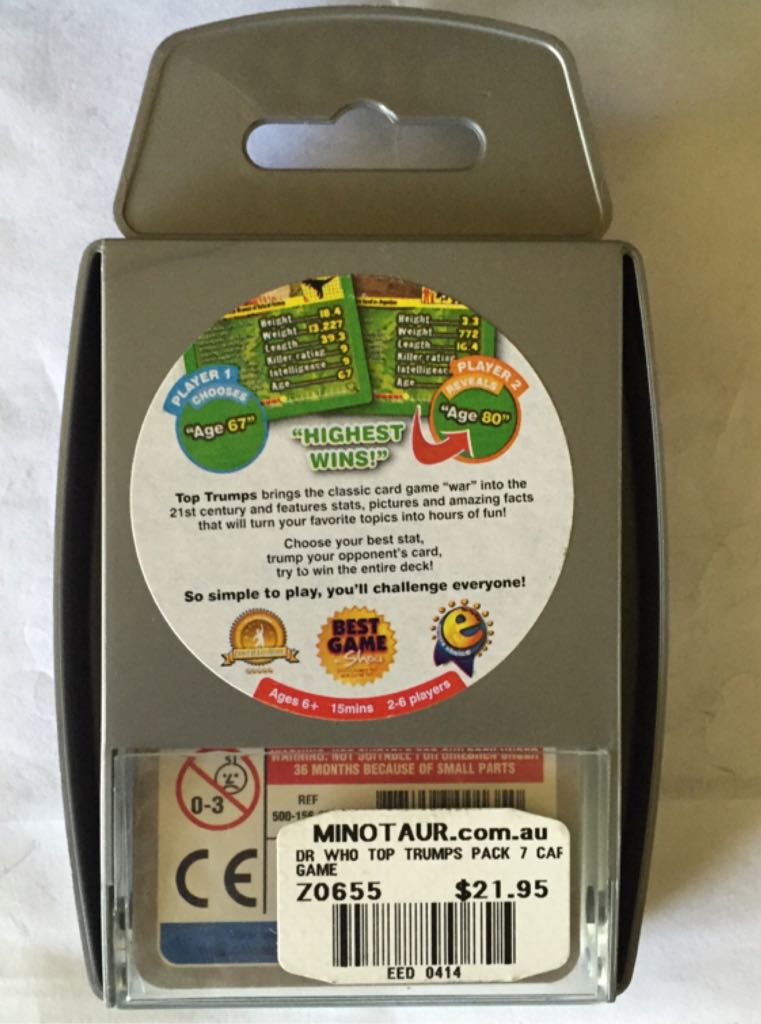 Height 18.4
Weight 13,227
Length 39.3
Killer rating 9
Intelligence 9
Age 67
Height 3.3
Weight 772
Length 16.4
Killer rating
Intelligence
Age
PLAYER 1
CHOOSES
"Age 67"
PLAYER 2
REVEALS
"Age 80"
"HIGHEST
WINS!"
Top Trumps brings the classic card game "war" into the
21st century and features stats, pictures and amazing facts
that will turn your favorite topics into hours of fun!
Choose your best stat,
trump your opponent's card,
try to win the entire deck!
So simple to play, you'll challenge everyone!
BEST
GAME
e
Ages 6+ 15mins 2-6 players
WARNING: NOT SUITABLE FOR CHILDREN UNDER
36 MONTHS BECAUSE OF SMALL PARTS
0-3
REF
CE
MINOTAUR.com.au
DR WHO TOP TRUMPS PACK 7 CAR
GAME
Z0655 $21.95
EED 0414